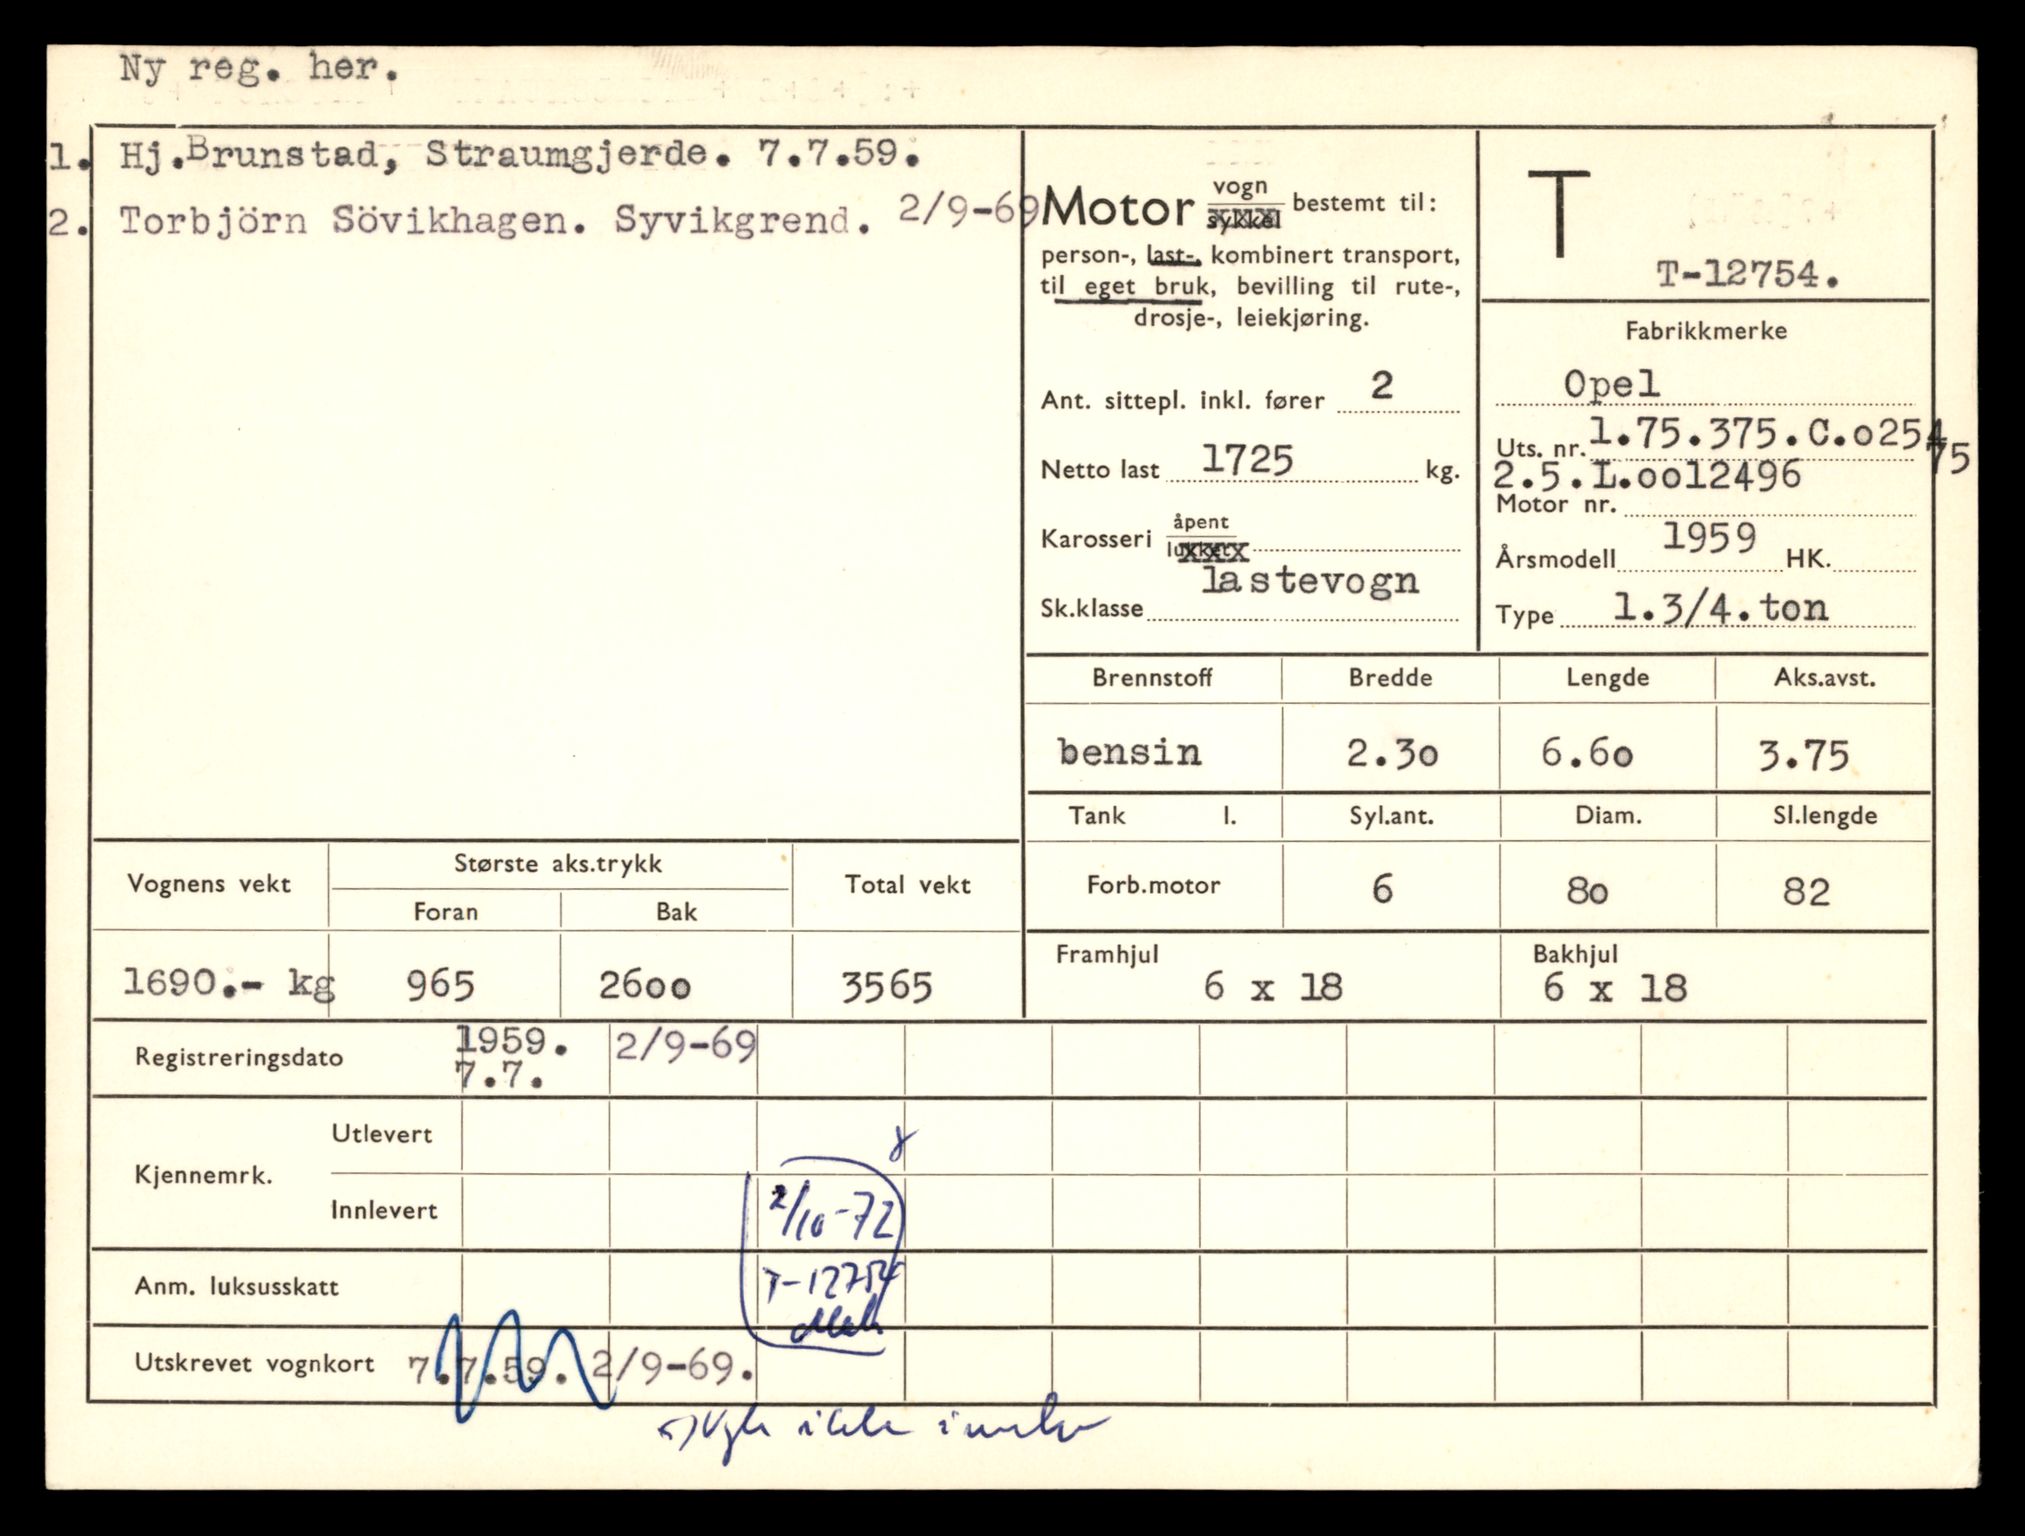 Ny reg. her.
1. Hj.Brunstad, Straumgjerde. 7.7.59.
2. Torbjörn Sövikhagen. Syvikgrend. 2/9-69
Motor vogn sykkel bestemt til:
person-, last-, kombinert transport,
til eget bruk, bevilling til rute-,
drosje-, leiekjøring.
Ant. sittepl. inkl. fører 2
Netto last 1725 kg.
Karosseri åpent lukket
lastevogn
Sk.klasse
T
T-12754.
Fabrikkmerke
Opel
Uts. nr. 1.75.375.C.o254
75
2.5.L.oo12496
Motor nr.
Årsmodell 1959 HK.
Type 1.3/4.ton
Brennstoff Bredde Lengde Aks.avst.
bensin 2.3o 6.6o 3.75
Tank l. Syl.ant. Diam. Sl.lengde
Forb.motor 6 8o 82
Framhjul Bakhjul
6 x 18 6 x 18
Vognens vekt Største aks.trykk Total vekt
Foran Bak
1690.- kg 965 26oo 3565
Registreringsdato 1959. 2/9-69
7.7.
Kjennemrk. Utlevert
Innlevert 2/10-72
T-12754
Anm. luksusskatt
Utskrevet vognkort 7.7.59. 2/9-69.
ikke